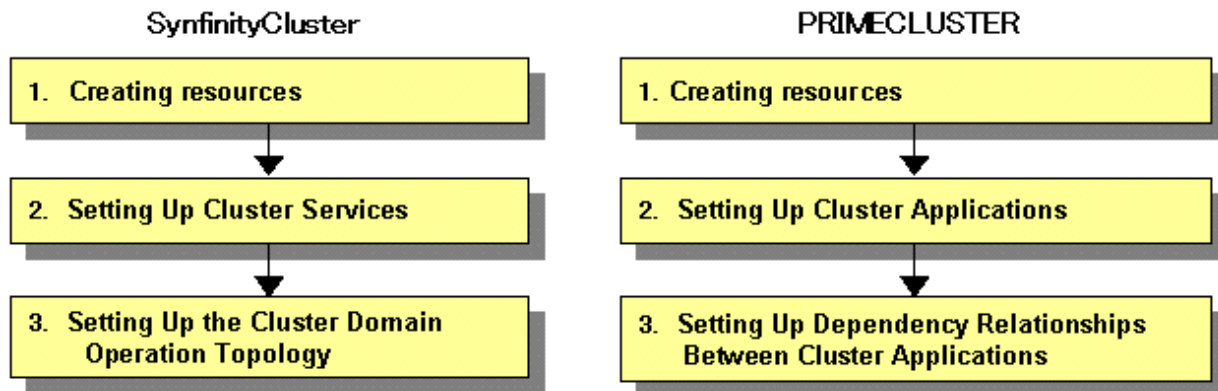 SynfinityCluster
1. Creating resources
2. Setting Up Cluster Services
3. Setting Up the Cluster Domain
Operation Topology
PRIMECLUSTER
1. Creating resources
2. Setting Up Cluster Applications
3. Setting Up Dependency Relationships
Between Cluster Applications